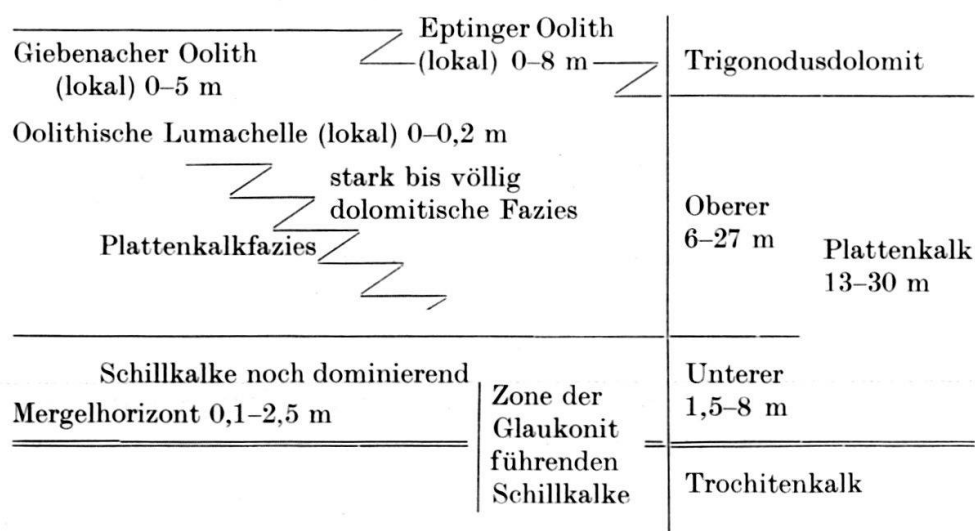 Eptinger Oolith
(lokal) 0–8 m
Giebenacher Oolith
(lokal) 0–5 m
Trigonodusdolomit
Oolithische Lumachelle (lokal) 0–0,2 m
stark bis völlig
dolomitische Fazies
Plattenkalkfazies
Oberer
6–27 m
Plattenkalk
13–30 m
Schillkalke noch dominierend
Mergelhorizont 0,1–2,5 m
Zone der
Glaukonit
führenden
Schillkalke
Unterer
1,5–8 m
Trochitenkalk